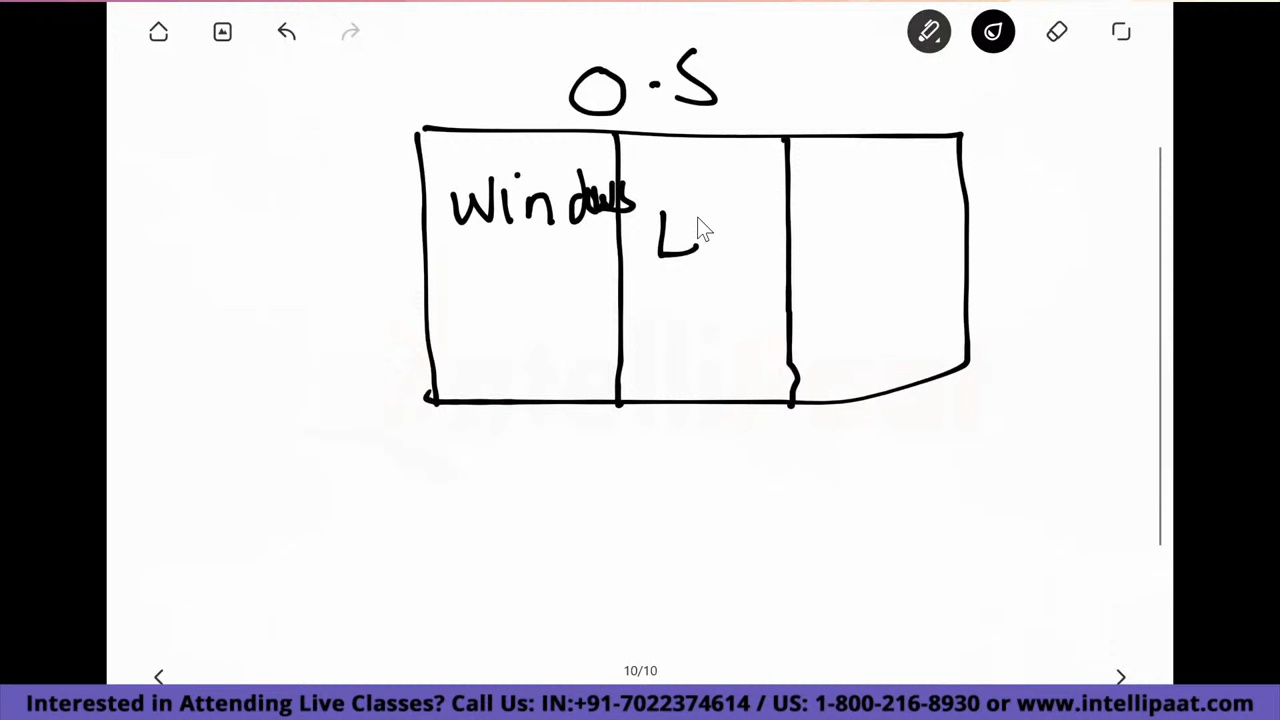 O.S
Windows
L
10/10
Interested in Attending Live Classes? Call Us: IN:+91-7022374614 / US: 1-800-216-8930 or www.intellipaat.com